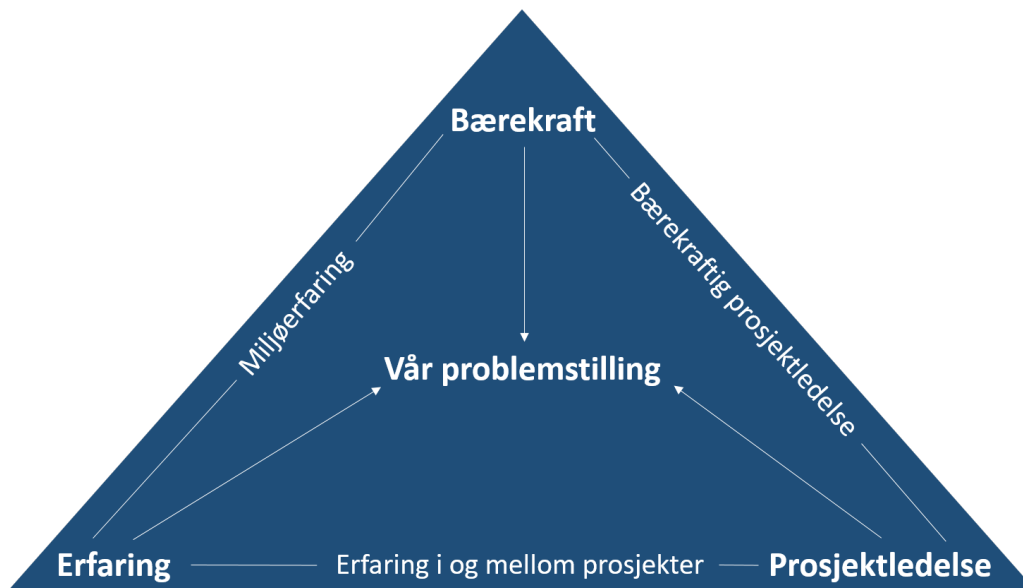 Bærekraft
Bærekraftig prosjektledelse
Miljøerfaring
Vår problemstilling
Erfaring
Erfaring i og mellom prosjekter
Prosjektledelse